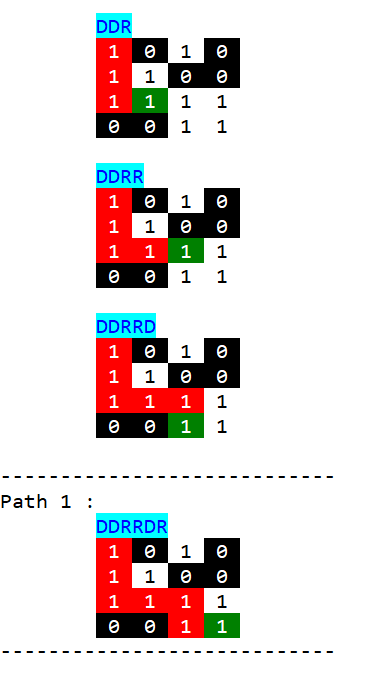 DDR
1 0 1 0
1 1 0 0
1 1 1 1
0 0 1 1
DDRR
1 0 1 0
1 1 0 0
1 1 1 1
0 0 1 1
DDRRD
1 0 1 0
1 1 0 0
1 1 1 1
0 0 1 1
----------------------------
Path 1 :
DDRRDR
1 0 1 0
1 1 0 0
1 1 1 1
0 0 1 1
----------------------------